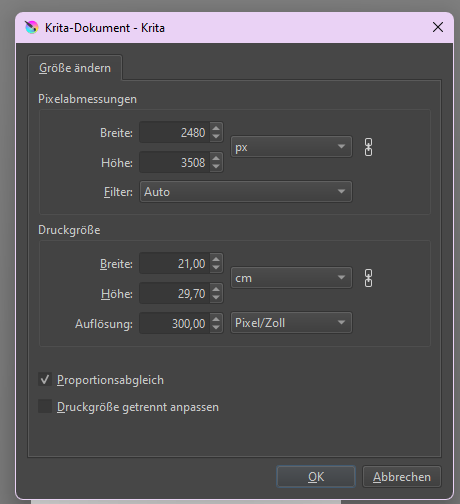 Krita-Dokument - Krita
Größe ändern
Pixelabmessungen
Breite: 2480 px
Höhe: 3508
Filter: Auto
Druckgröße
Breite: 21,00 cm
Höhe: 29,70
Auflösung: 300,00 Pixel/Zoll
Proportionsabgleich
Druckgröße getrennt anpassen
OK Abbrechen